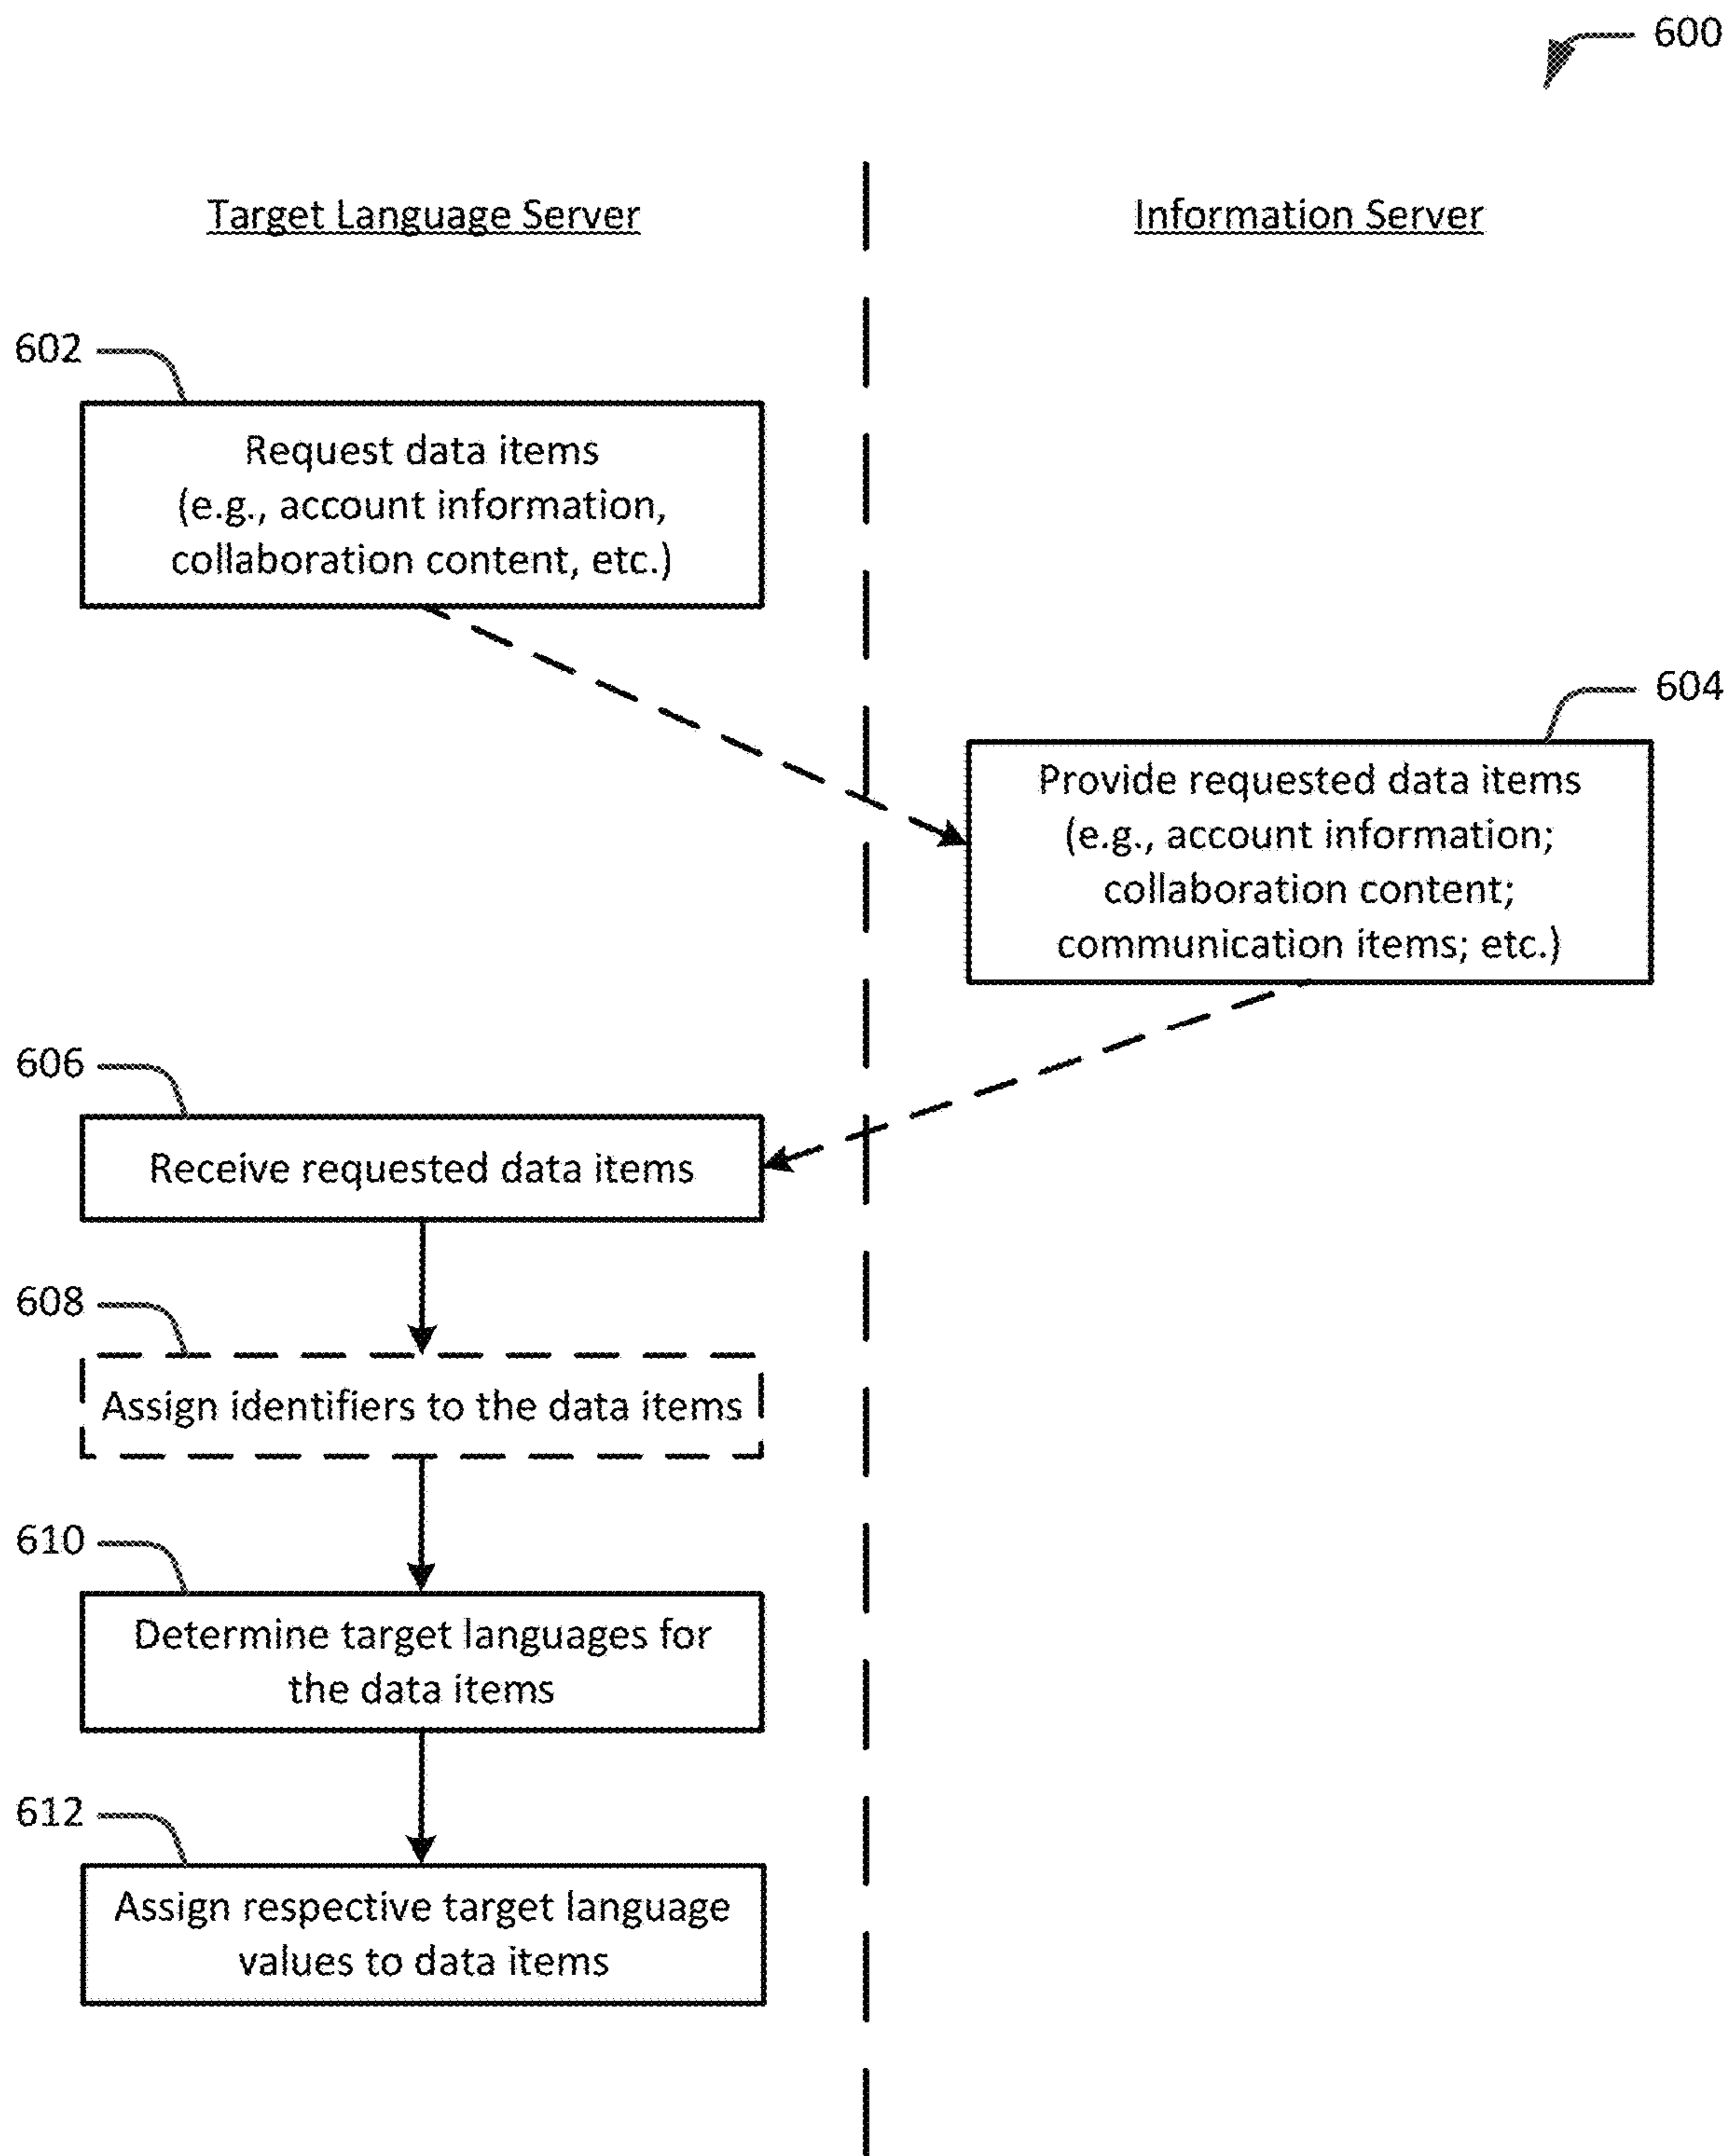 600
Target Language Server
Information Server
602
Request data items
(e.g., account information,
collaboration content, etc.)
604
Provide requested data items
(e.g., account information;
collaboration content;
communication items; etc.)
606
Receive requested data items
608
Assign identifiers to the data items
610
Determine target languages for
the data items
612
Assign respective target language
values to data items